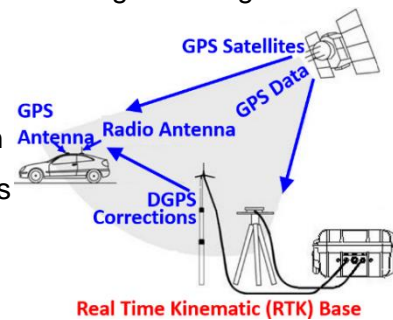 GPS Satellites
GPS Data
GPS
Antenna
Radio Antenna
DGPS
Corrections
Real Time Kinematic (RTK) Base